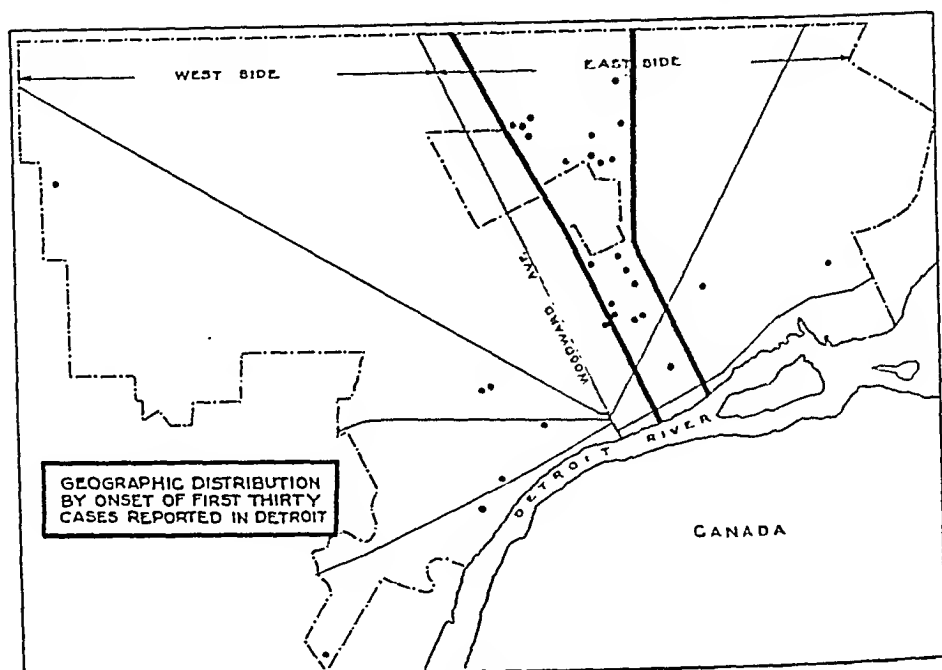 WEST SIDE
EAST SIDE
WOODWARD AVE.
DETROIT RIVER
GEOGRAPHIC DISTRIBUTION
BY ONSET OF FIRST THIRTY
CASES REPORTED IN DETROIT
CANADA